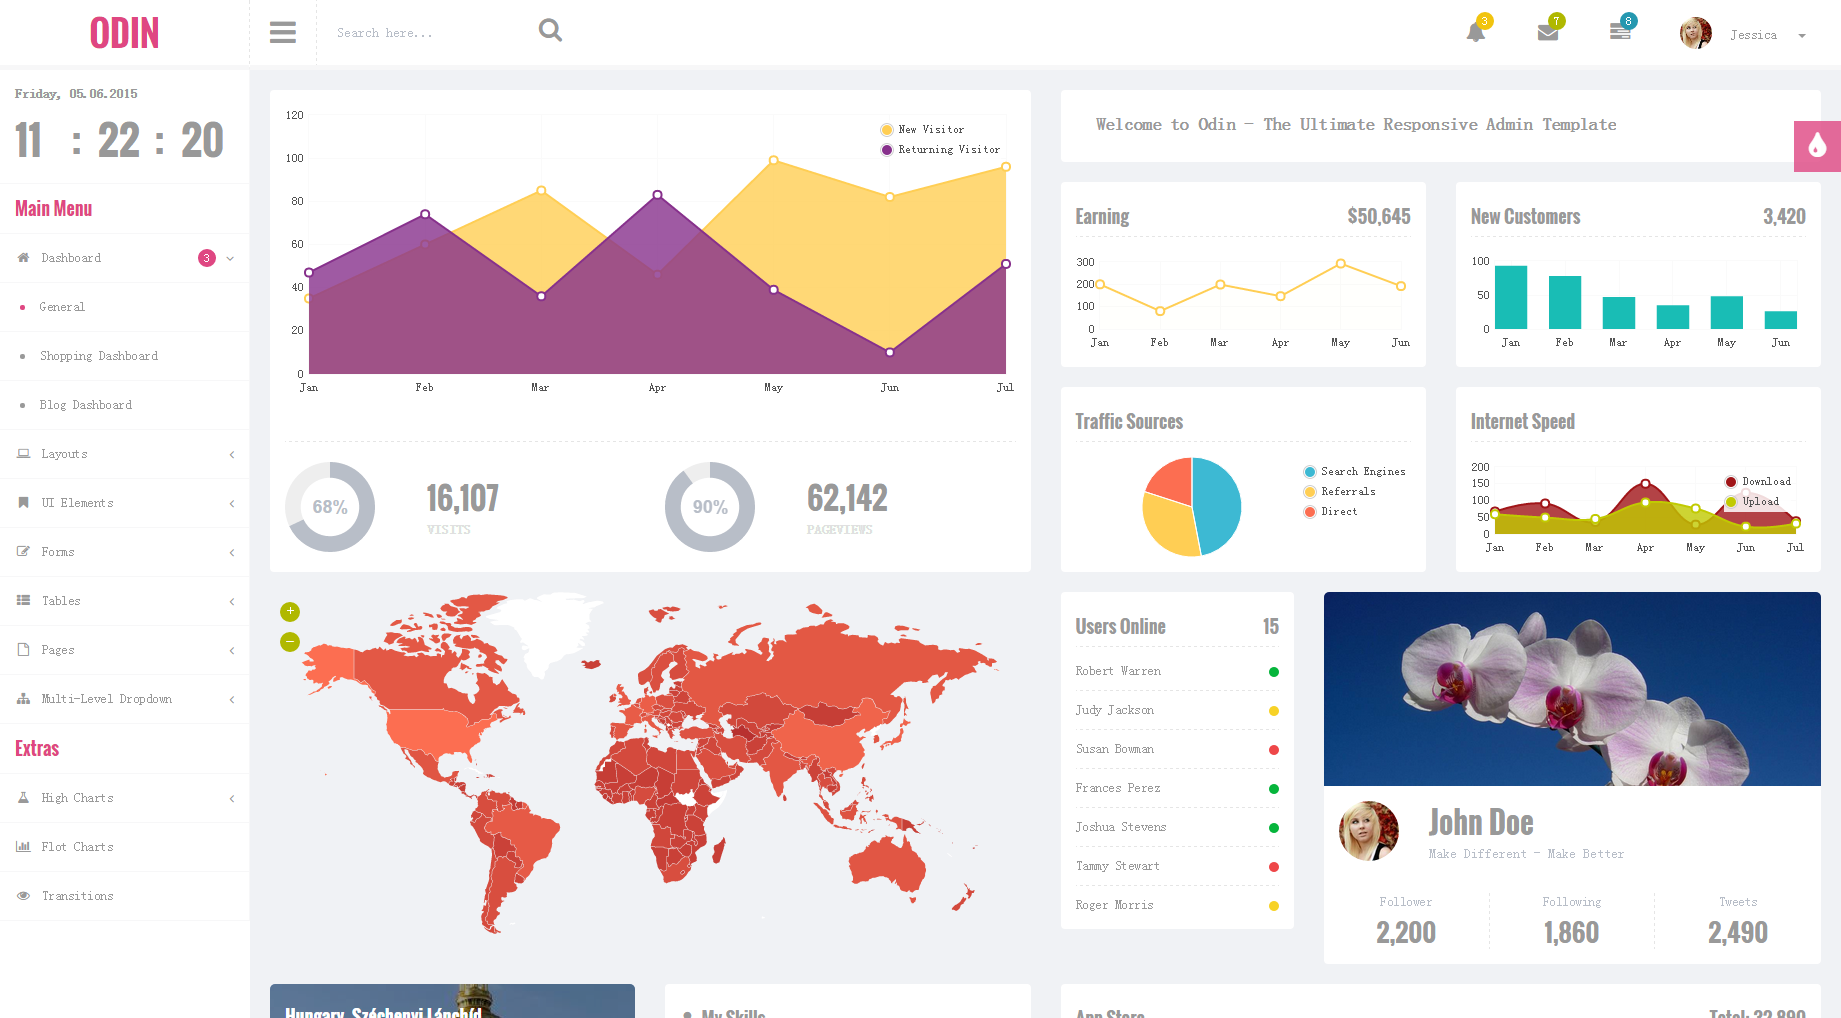 ODIN
Search here...
3
7
8
Jessica
Friday, 05.06.2015
11 : 22 : 20
Main Menu
Dashboard 3
General
Shopping Dashboard
Blog Dashboard
Layouts
UI Elements
Forms
Tables
Pages
Multi-Level Dropdown
Extras
High Charts
Flot Charts
Transitions
120
100
80
60
40
20
0
Jan Feb Mar Apr May Jun Jul
New Visitor
Returning Visitor
68%
16,107
VISITS
90%
62,142
PAGEVIEWS
Welcome to Odin - The Ultimate Responsive Admin Template
Earning $50,645
300
200
100
0
Jan Feb Mar Apr May Jun
New Customers 3,420
100
50
0
Jan Feb Mar Apr May Jun
Traffic Sources
Search Engines
Referrals
Direct
Internet Speed
200
150
100
50
0
Jan Feb Mar Apr May Jun Jul
Download
Upload
+
−
Users Online 15
Robert Warren
Judy Jackson
Susan Bowman
Frances Perez
Joshua Stevens
Tammy Stewart
Roger Morris
John Doe
Make Different - Make Better
Follower Following Tweets
2,200 1,860 2,490
Hungary, Széchenyi Lánchíd
My Skills
App Store Total: 32,890